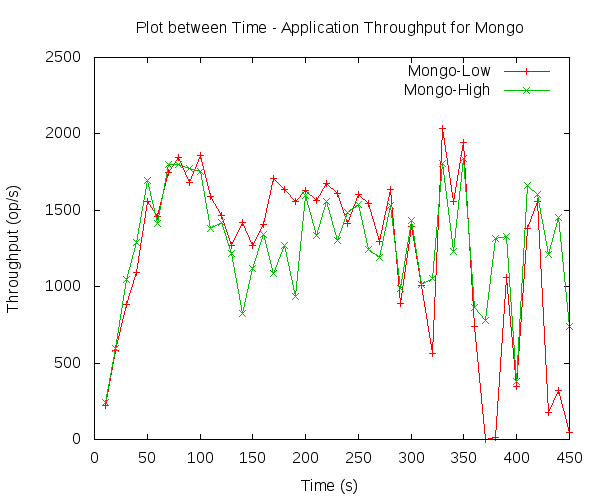 Plot between Time - Application Throughput for Mongo
2500
2000
1500
1000
500
0
Throughput (op/s)
Mongo-Low
Mongo-High
0 50 100 150 200 250 300 350 400 450
Time (s)